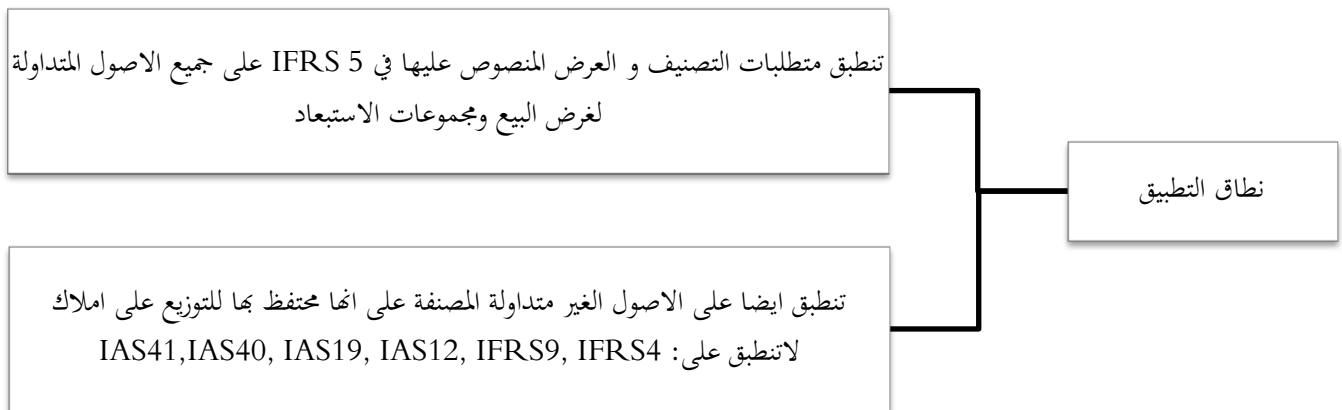 نطاق التطبيق
تنطبق متطلبات التصنيف و العرض المنصوص عليها في IFRS 5 على جميع الاصول المتداولة
لغرض البيع ومجموعات الاستبعاد
تنطبق ايضا على الاصول الغير متداولة المصنفة على انها محتفظ بها للتوزيع على املاك
لاتنطبق على: IAS41,IAS40, IAS19, IAS12, IFRS9, IFRS4